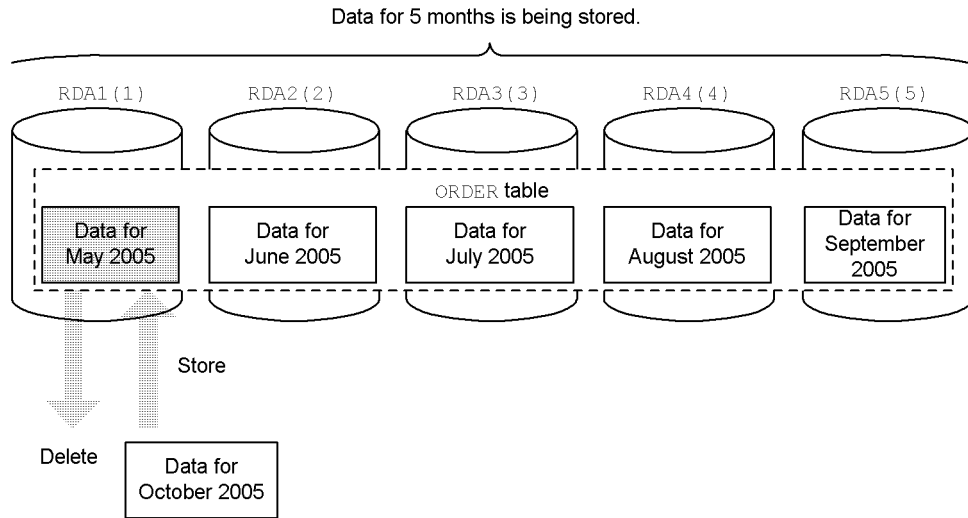 Data for 5 months is being stored.
RDA1(1) RDA2(2) RDA3(3) RDA4(4) RDA5(5)
ORDER table
Data for
May 2005
Data for
June 2005
Data for
July 2005
Data for
August 2005
Data for
September
2005
Store
Delete
Data for
October 2005